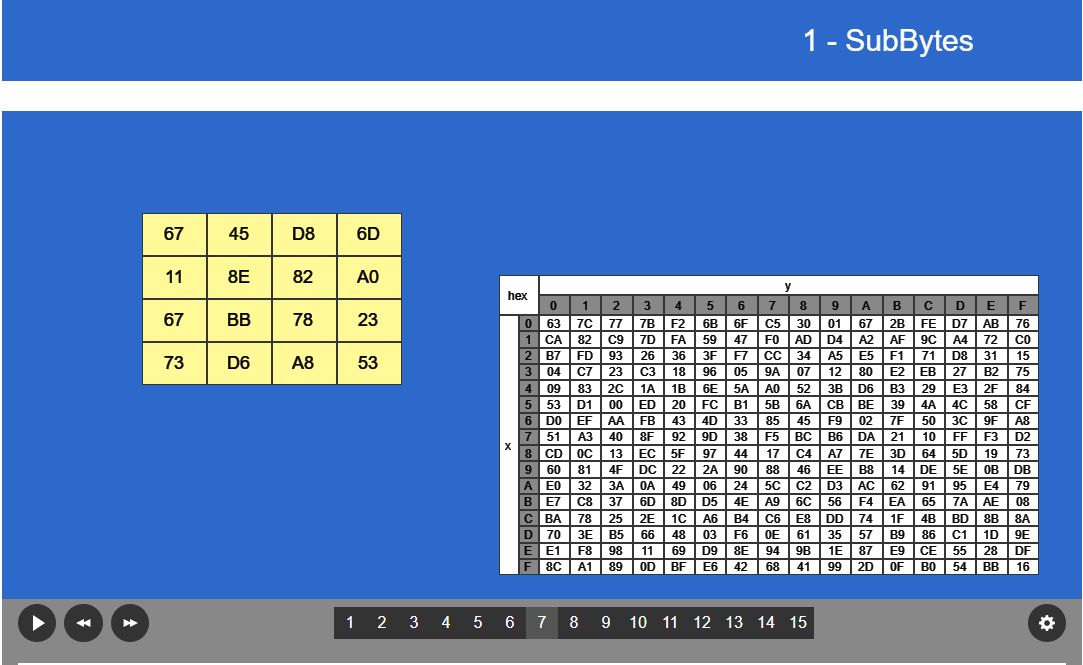 1 - SubBytes
67 45 D8 6D
11 8E 82 A0
67 BB 78 23
73 D6 A8 53
hex y
0 1 2 3 4 5 6 7 8 9 A B C D E F
x
0 63 7C 77 7B F2 6B 6F C5 30 01 67 2B FE D7 AB 76
1 CA 82 C9 7D FA 59 47 F0 AD D4 A2 AF 9C A4 72 C0
2 B7 FD 93 26 36 3F F7 CC 34 A5 E5 F1 71 D8 31 15
3 04 C7 23 C3 18 96 05 9A 07 12 80 E2 EB 27 B2 75
4 09 83 2C 1A 1B 6E 5A A0 52 3B D6 B3 29 E3 2F 84
5 53 D1 00 ED 20 FC B1 5B 6A CB BE 39 4A 4C 58 CF
6 D0 EF AA FB 43 4D 33 85 45 F9 02 7F 50 3C 9F A8
7 51 A3 40 8F 92 9D 38 F5 BC B6 DA 21 10 FF F3 D2
8 CD 0C 13 EC 5F 97 44 17 C4 A7 7E 3D 64 5D 19 73
9 60 81 4F DC 22 2A 90 88 46 EE B8 14 DE 5E 0B DB
A E0 32 3A 0A 49 06 24 5C C2 D3 AC 62 91 95 E4 79
B E7 C8 37 6D 8D D5 4E A9 6C 56 F4 EA 65 7A AE 08
C BA 78 25 2E 1C A6 B4 C6 E8 DD 74 1F 4B BD 8B 8A
D 70 3E B5 66 48 03 F6 0E 61 35 57 B9 86 C1 1D 9E
E E1 F8 98 11 69 D9 8E 94 9B 1E 87 E9 CE 55 28 DF
F 8C A1 89 0D BF E6 42 68 41 99 2D 0F B0 54 BB 16
1 2 3 4 5 6 7 8 9 10 11 12 13 14 15